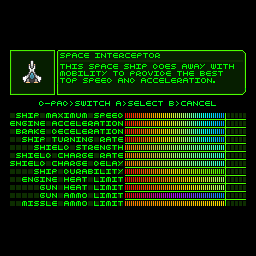 SPACE INTERCEPTOR
THIS SPACE SHIP DOES AWAY WITH
MOBILITY TO PROVIDE THE BEST
TOP SPEED AND ACCELERATION.
D-PAD>SWITCH A>SELECT B>CANCEL
SHIP MAXIMUM SPEED
ENGINE ACCELERATION
BRAKE DECELERATION
SHIP TURNING RATE
SHIELD STRENGTH
SHIELD CHARGE RATE
SHIELD CHARGE DELAY
SHIP DURABILITY
ENGINE HEAT LIMIT
GUN HEAT LIMIT
GUN AMMO LIMIT
MISSLE AMMO LIMIT